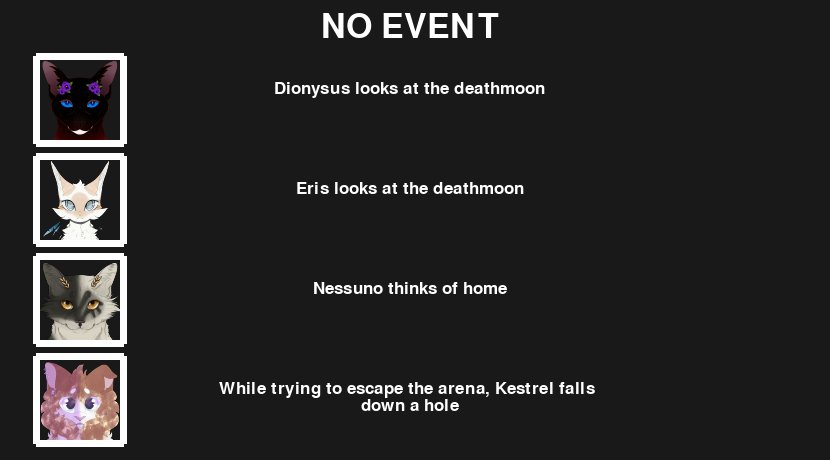 NO EVENT
Dionysus looks at the deathmoon
Eris looks at the deathmoon
Nessuno thinks of home
While trying to escape the arena, Kestrel falls
down a hole